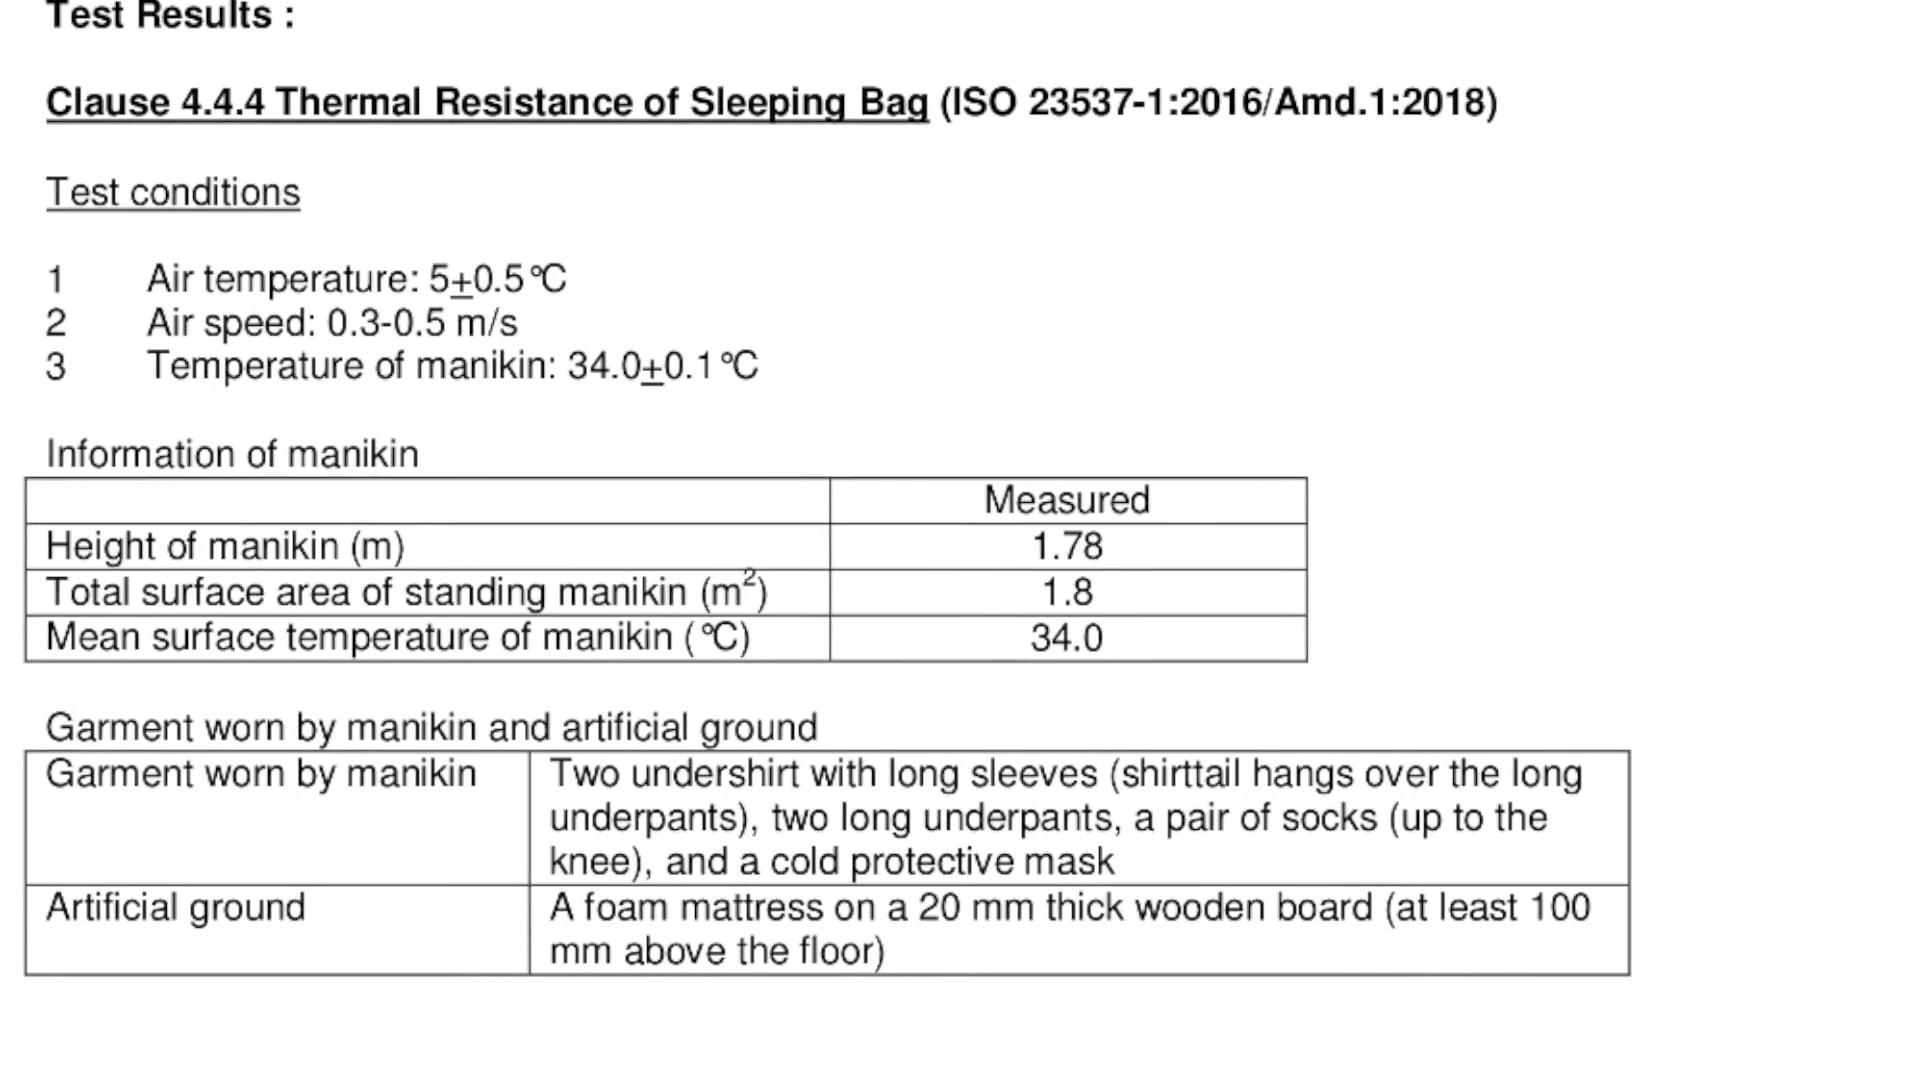 Test Results :
Clause 4.4.4 Thermal Resistance of Sleeping Bag (ISO 23537-1:2016/Amd.1:2018)
Test conditions
1 Air temperature: 5±0.5℃
2 Air speed: 0.3-0.5 m/s
3 Temperature of manikin: 34.0±0.1℃
Information of manikin
Measured
Height of manikin (m) 1.78
Total surface area of standing manikin (m²) 1.8
Mean surface temperature of manikin (℃) 34.0
Garment worn by manikin and artificial ground
Garment worn by manikin Two undershirt with long sleeves (shirttail hangs over the long
underpants), two long underpants, a pair of socks (up to the
knee), and a cold protective mask
Artificial ground A foam mattress on a 20 mm thick wooden board (at least 100
mm above the floor)